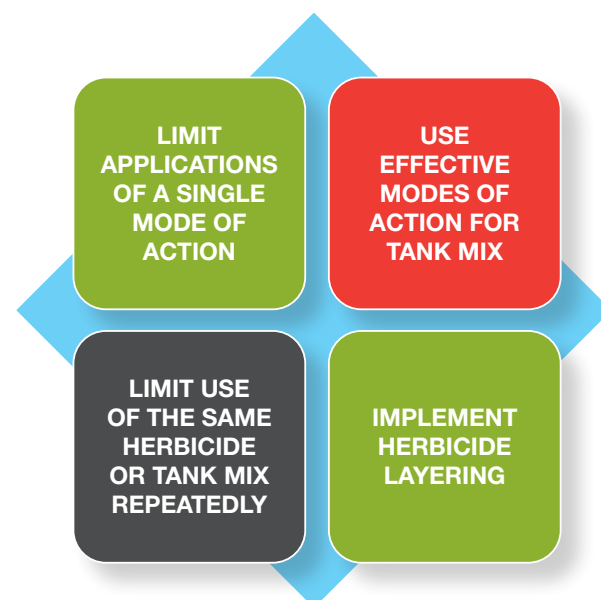 LIMIT
APPLICATIONS
OF A SINGLE
MODE OF
ACTION
USE
EFFECTIVE
MODES OF
ACTION FOR
TANK MIX
LIMIT USE
OF THE SAME
HERBICIDE
OR TANK MIX
REPEATEDLY
IMPLEMENT
HERBICIDE
LAYERING